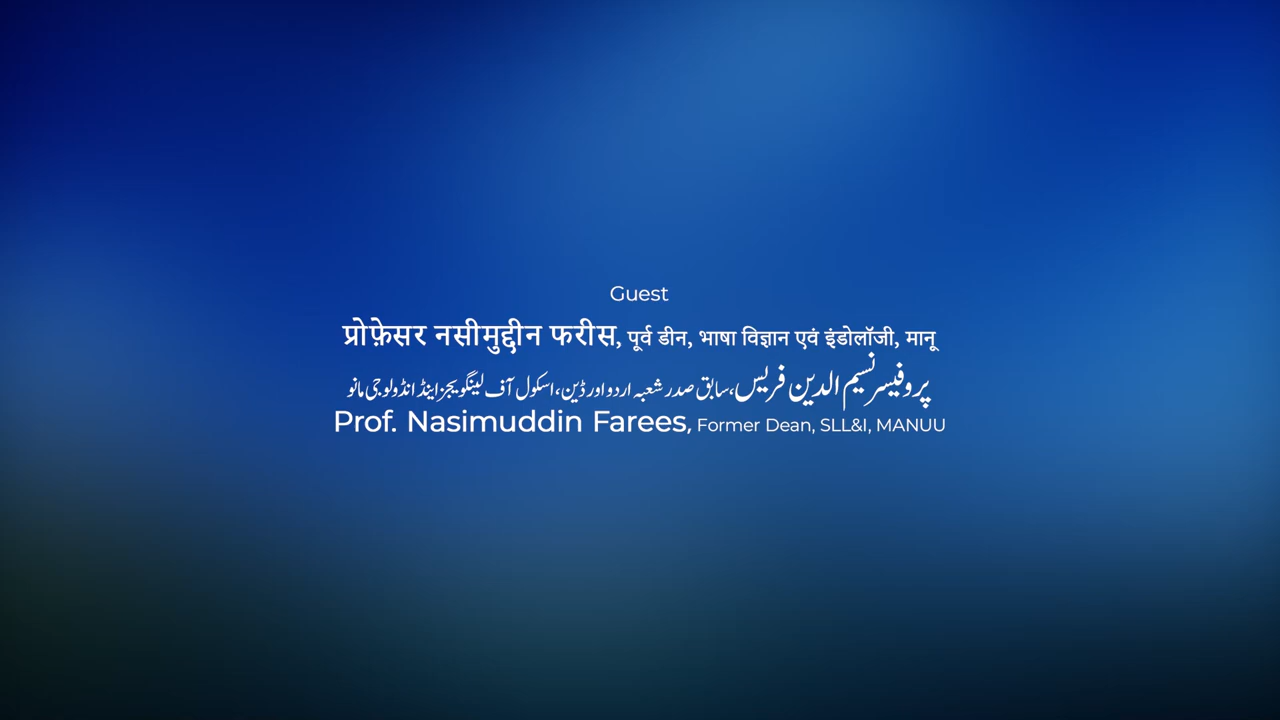 Guest
प्रोफ़ेसर नसीमुद्दीन फरीस, पूर्व डीन, भाषा विज्ञान एवं इंडोलॉजी, मानू
پروفیسر نسیم الدین فریس،سابق صدر شعبہ اردو اور ڈین،اسکول آف لینگویجز اینڈ انڈولوجی مانو
Prof. Nasimuddin Farees, Former Dean, SLL&I, MANUU